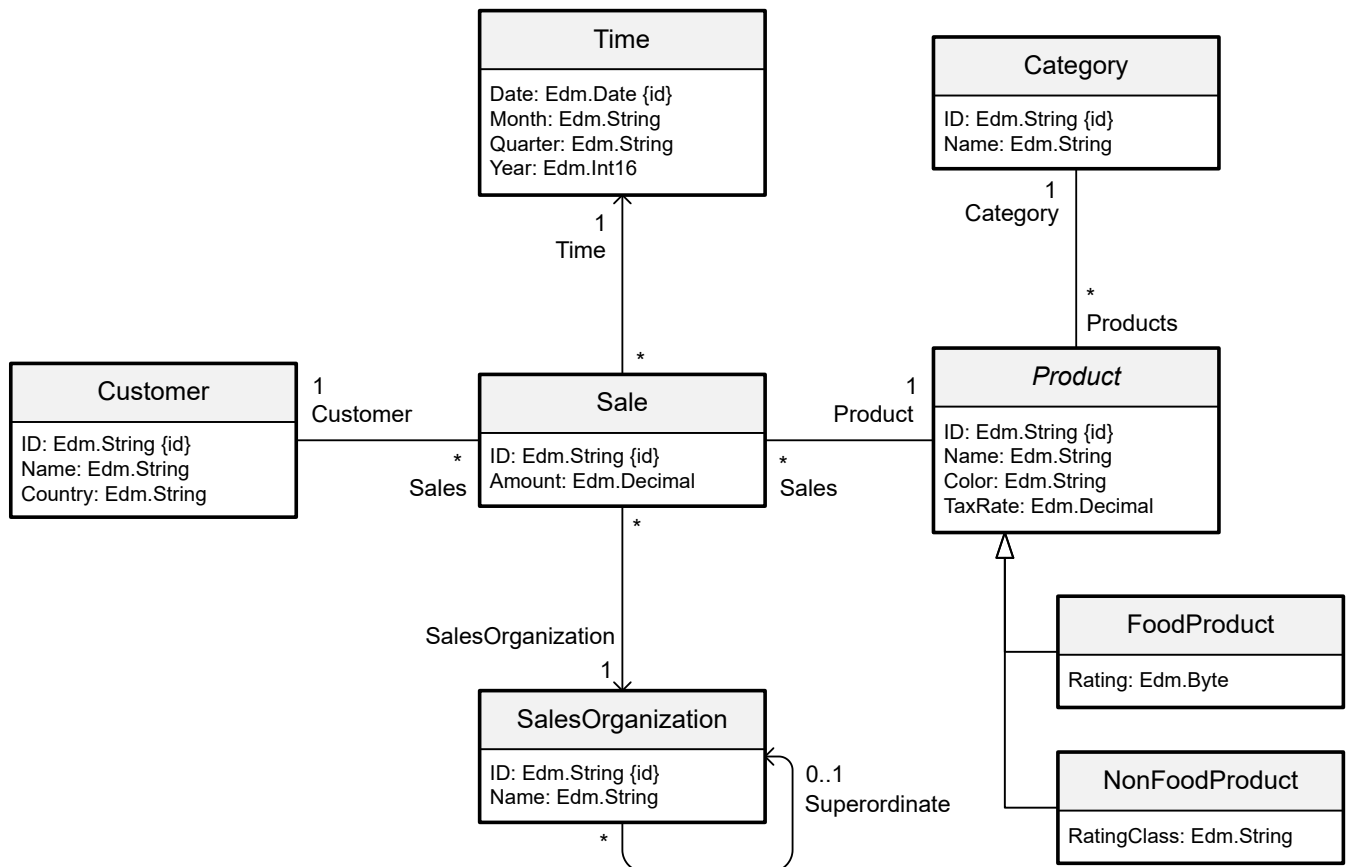 Time
Date: Edm.Date {id}
Month: Edm.String
Quarter: Edm.String
Year: Edm.Int16
Category
ID: Edm.String {id}
Name: Edm.String
1
Time
1
Category
*
Products
*
Customer
ID: Edm.String {id}
Name: Edm.String
Country: Edm.String
1
Customer
*
Sales
Sale
ID: Edm.String {id}
Amount: Edm.Decimal
1
Product
*
Sales
Product
ID: Edm.String {id}
Name: Edm.String
Color: Edm.String
TaxRate: Edm.Decimal
*
SalesOrganization
1
SalesOrganization
ID: Edm.String {id}
Name: Edm.String
*
0..1
Superordinate
FoodProduct
Rating: Edm.Byte
NonFoodProduct
RatingClass: Edm.String